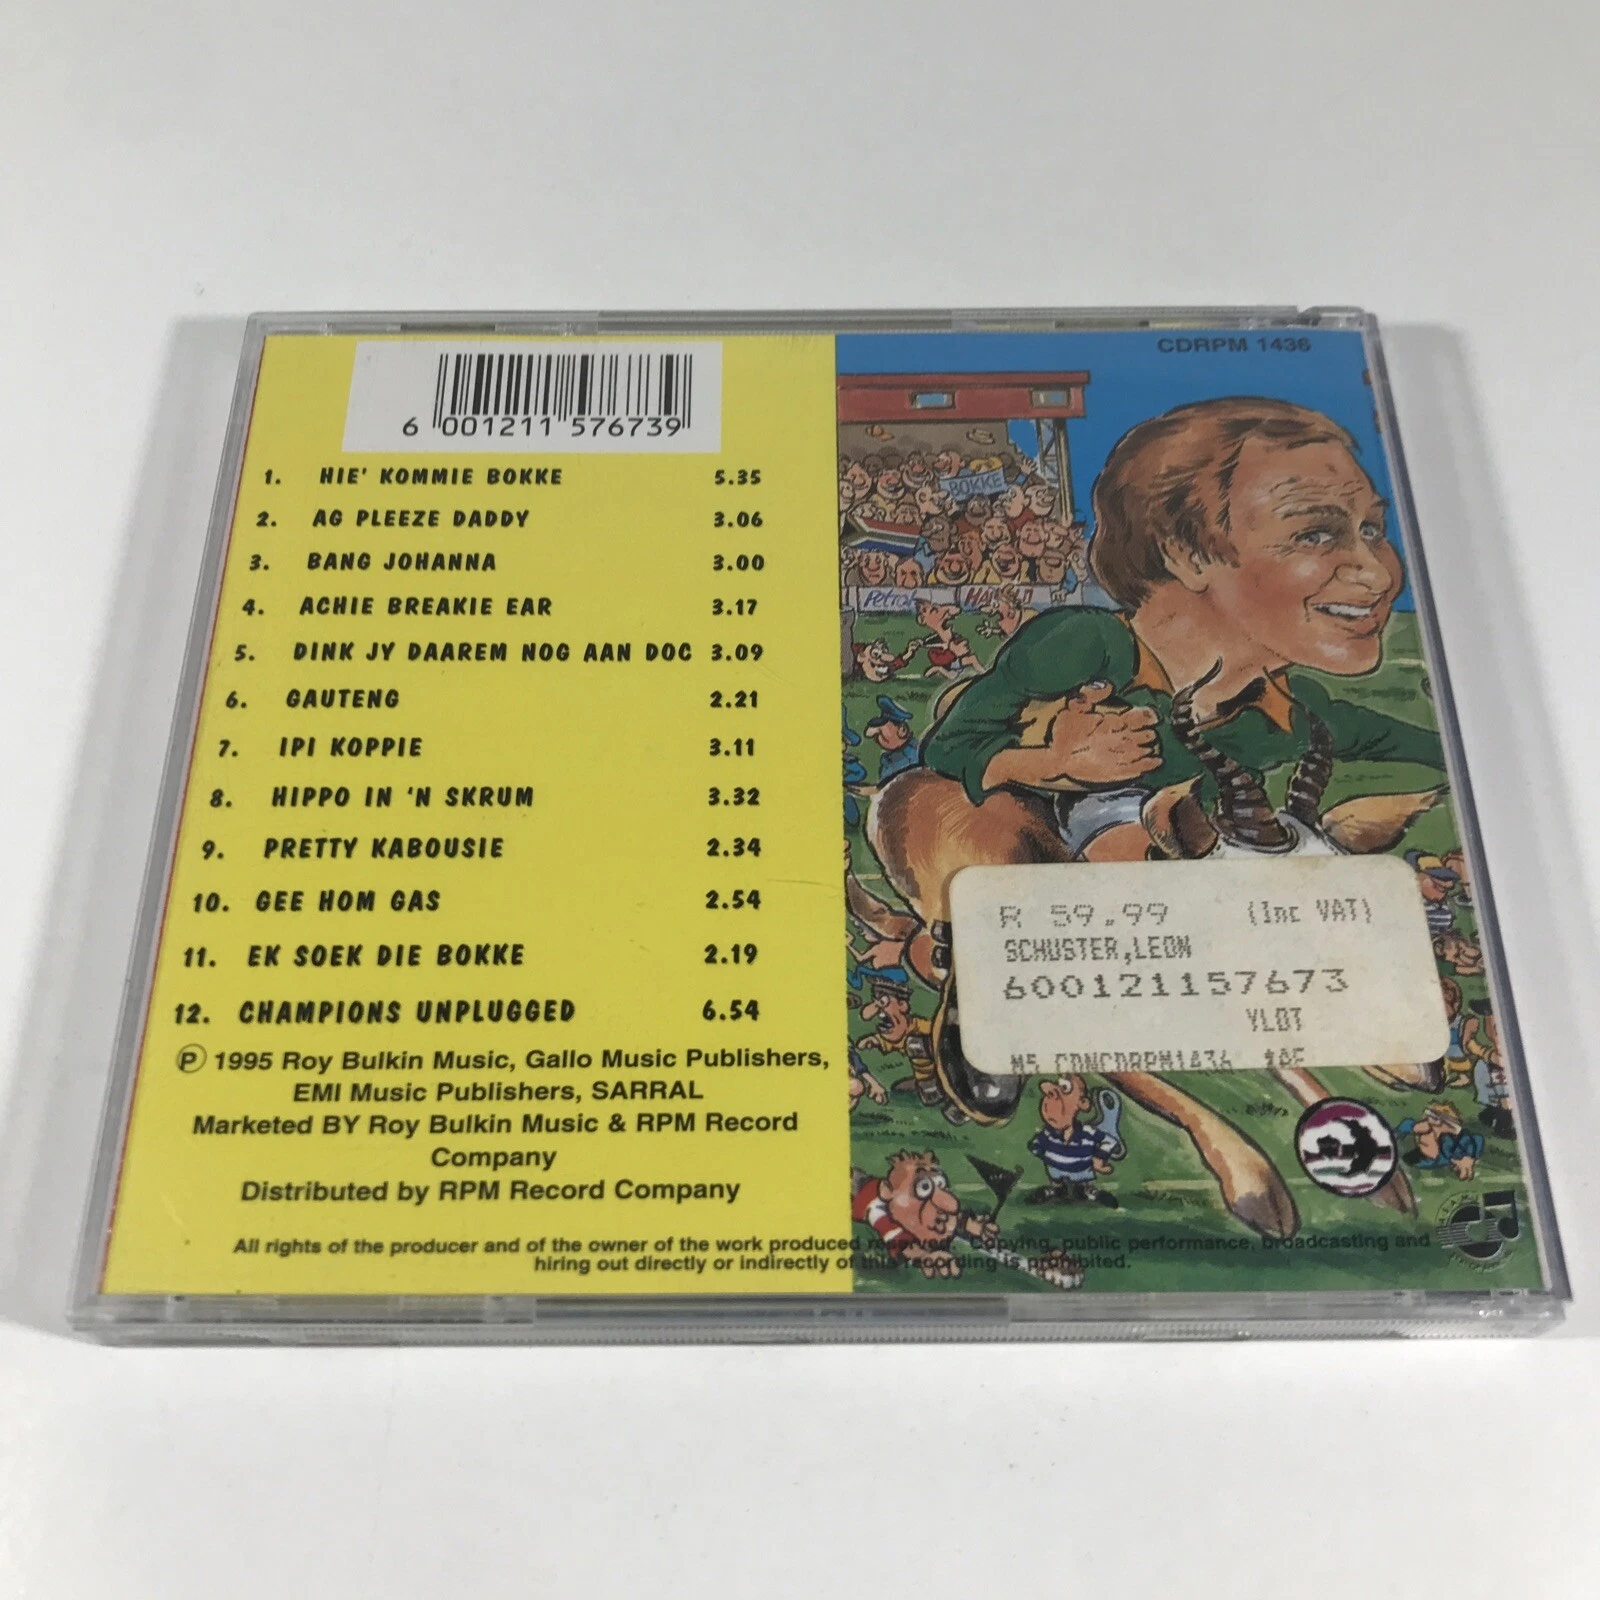 CDRPM 1436
6 001211 576739
1. HIE' KOMMIE BOKKE 5.35
2. AG PLEEZE DADDY 3.06
3. BANG JOHANNA 3.00
4. ACHIE BREAKIE EAR 3.17
5. DINK JY DAAREM NOG AAN DOC 3.09
6. GAUTENG 2.21
7. IPI KOPPIE 3.11
8. HIPPO IN 'N SKRUM 3.32
9. PRETTY KABOUSIE 2.34
10. GEE HOM GAS 2.54
11. EK SOEK DIE BOKKE 2.19
12. CHAMPIONS UNPLUGGED 6.54
Ⓟ 1995 Roy Bulkin Music, Gallo Music Publishers,
EMI Music Publishers, SARRAL
Marketed BY Roy Bulkin Music & RPM Record
Company
Distributed by RPM Record Company
All rights of the producer and of the owner of the work produced reserved. Copying, public performance, broadcasting and
hiring out directly or indirectly of this recording is prohibited.
BOKKE
Petrol
R 59.99 (Inc VAT)
SCHUSTER,LEON
600121157673